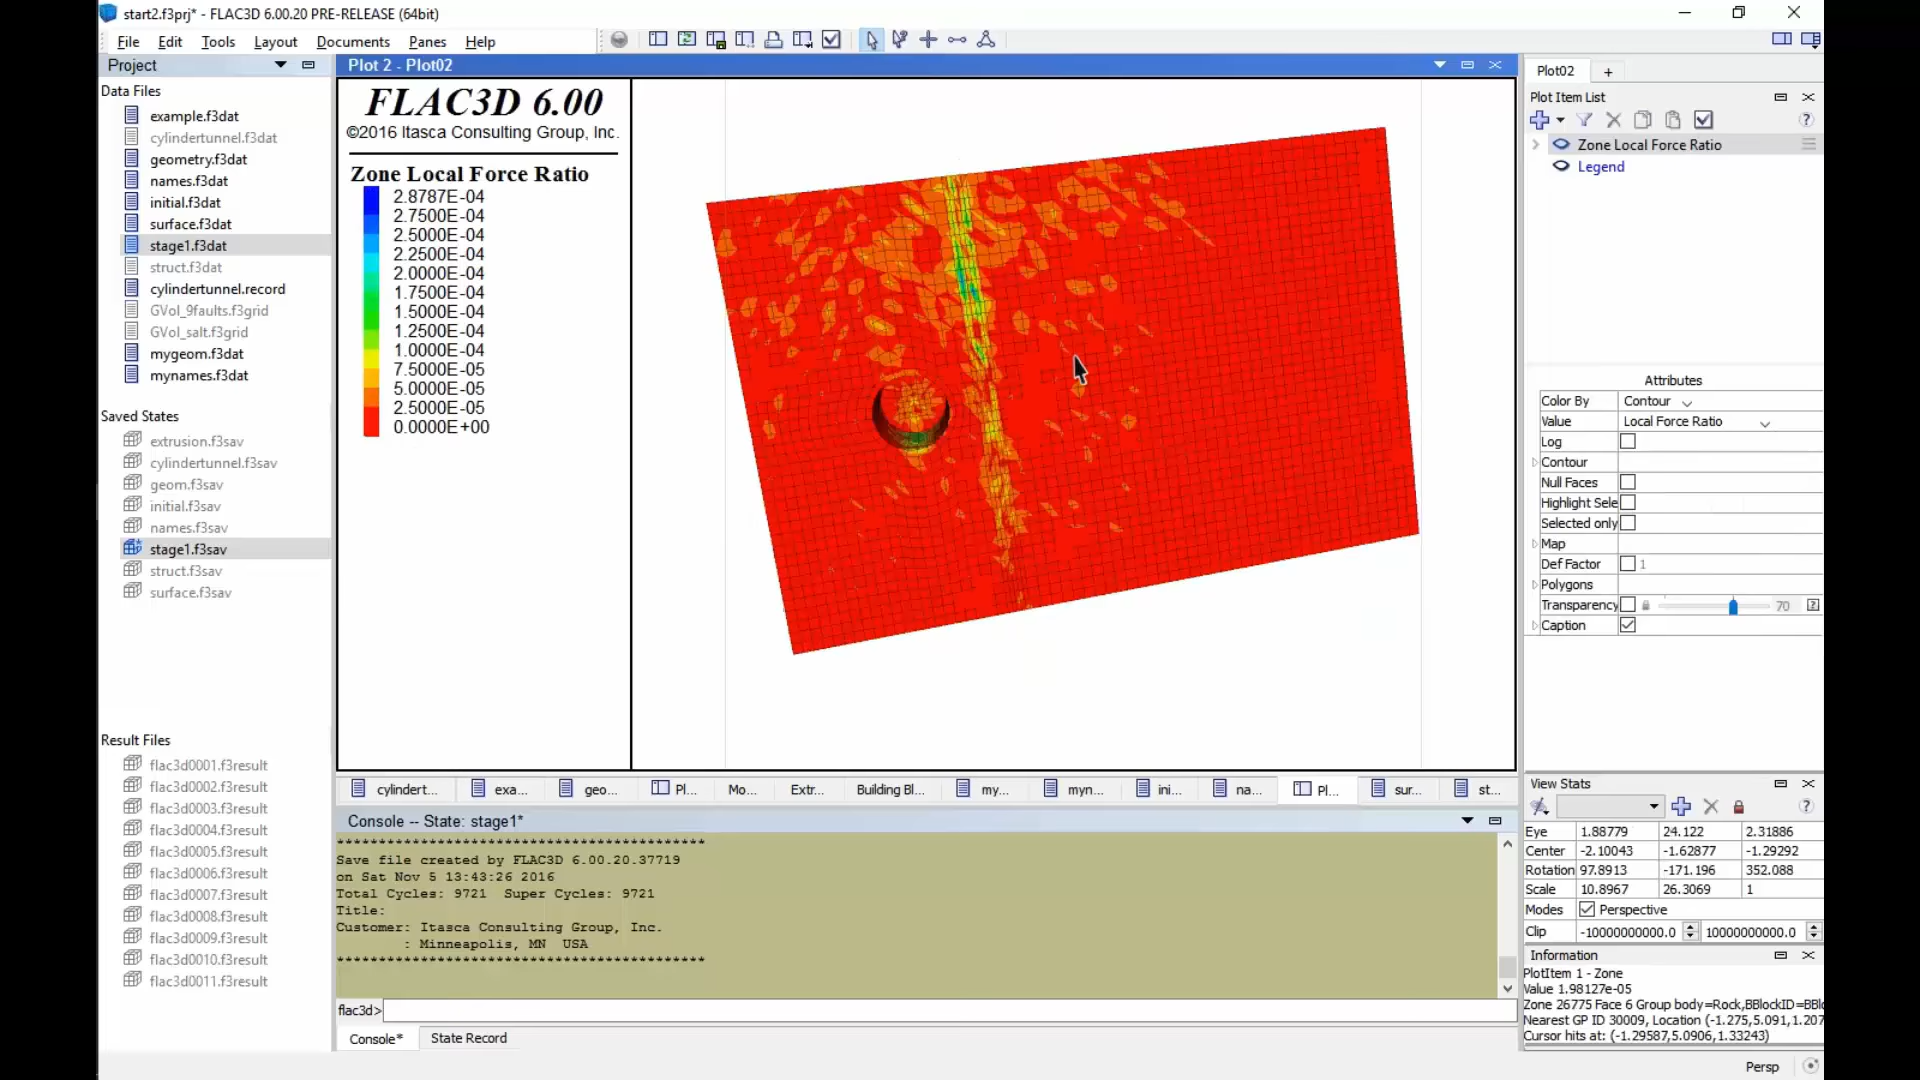 start2.f3prj* - FLAC3D 6.00.20 PRE-RELEASE (64bit)
File Edit Tools Layout Documents Panes Help
Project
Data Files
example.f3dat
cylindertunnel.f3dat
geometry.f3dat
names.f3dat
initial.f3dat
surface.f3dat
stage1.f3dat
struct.f3dat
cylindertunnel.record
GVol_9faults.f3grid
GVol_salt.f3grid
mygeom.f3dat
mynames.f3dat
Saved States
extrusion.f3sav
cylindertunnel.f3sav
geom.f3sav
initial.f3sav
names.f3sav
stage1.f3sav
struct.f3sav
surface.f3sav
Result Files
flac3d0001.f3result
flac3d0002.f3result
flac3d0003.f3result
flac3d0004.f3result
flac3d0005.f3result
flac3d0006.f3result
flac3d0007.f3result
flac3d0008.f3result
flac3d0009.f3result
flac3d0010.f3result
flac3d0011.f3result
Plot 2 - Plot02
FLAC3D 6.00
©2016 Itasca Consulting Group, Inc.
Zone Local Force Ratio
2.8787E-04
2.7500E-04
2.5000E-04
2.2500E-04
2.0000E-04
1.7500E-04
1.5000E-04
1.2500E-04
1.0000E-04
7.5000E-05
5.0000E-05
2.5000E-05
0.0000E+00
cylindert... exa... geo... Pl... Mo... Extr... Building Bl... my... myn... ini... na... Pl... sur... st...
Console -- State: stage1*
*********************************************
Save file created by FLAC3D 6.00.20.37719
on Sat Nov 5 13:43:26 2016
Total Cycles: 9721 Super Cycles: 9721
Title:
Customer: Itasca Consulting Group, Inc.
: Minneapolis, MN USA
*********************************************
flac3d>
Console* State Record
Plot02 +
Plot Item List
Zone Local Force Ratio
Legend
Attributes
Color By Contour
Value Local Force Ratio
Log
Contour
Null Faces
Highlight Sele
Selected only
Map
Def Factor 1
Polygons
Transparency 70
Caption
View Stats
Eye 1.88779 24.122 2.31886
Center -2.10043 -1.62877 -1.29292
Rotation 97.8913 -171.196 352.088
Scale 10.8967 26.3069 1
Modes Perspective
Clip -10000000000.0 10000000000.0
Information
PlotItem 1 - Zone
Value 1.98127e-05
Zone 26775 Face 6 Group body=Rock,BBlockID=BBl
Nearest GP ID 30009, Location (-1.275,5.091,1.207
Cursor hits at: (-1.29587,5.0906,1.33243)
Persp